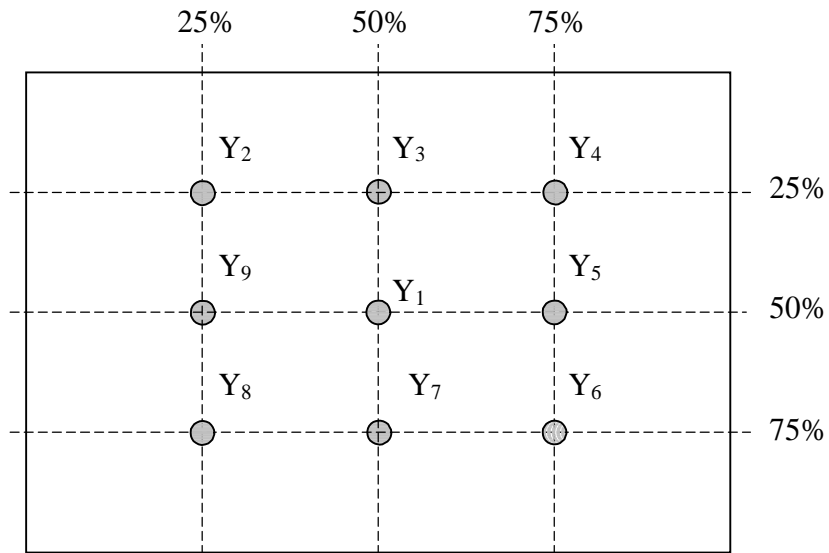 25% 50% 75%
Y₂ Y₃ Y₄
25%
Y₉ Y₁ Y₅
50%
Y₈ Y₇ Y₆
75%